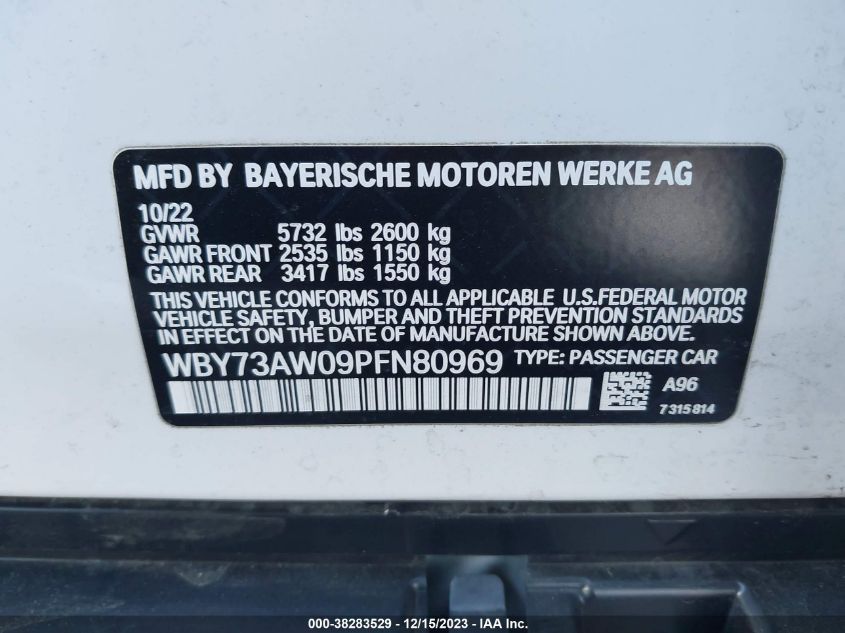 MFD BY BAYERISCHE MOTOREN WERKE AG
10/22
GVWR 5732 lbs 2600 kg
GAWR FRONT 2535 lbs 1150 kg
GAWR REAR 3417 lbs 1550 kg
THIS VEHICLE CONFORMS TO ALL APPLICABLE U.S.FEDERAL MOTOR
VEHICLE SAFETY, BUMPER AND THEFT PREVENTION STANDARDS
IN EFFECT ON THE DATE OF MANUFACTURE SHOWN ABOVE.
WBY73AW09PFN80969 TYPE: PASSENGER CAR
A96
7315814
000-38283529 - 12/15/2023 - IAA Inc.